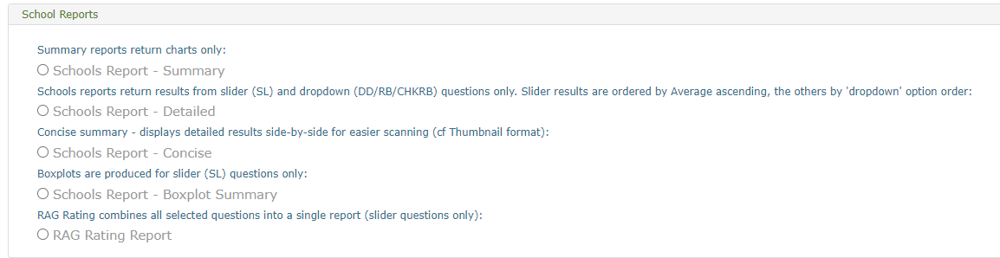 School Reports
Summary reports return charts only:
Schools Report - Summary
Schools reports return results from slider (SL) and dropdown (DD/RB/CHKRB) questions only. Slider results are ordered by Average ascending, the others by 'dropdown' option order:
Schools Report - Detailed
Concise summary - displays detailed results side-by-side for easier scanning (cf Thumbnail format):
Schools Report - Concise
Boxplots are produced for slider (SL) questions only:
Schools Report - Boxplot Summary
RAG Rating combines all selected questions into a single report (slider questions only):
RAG Rating Report